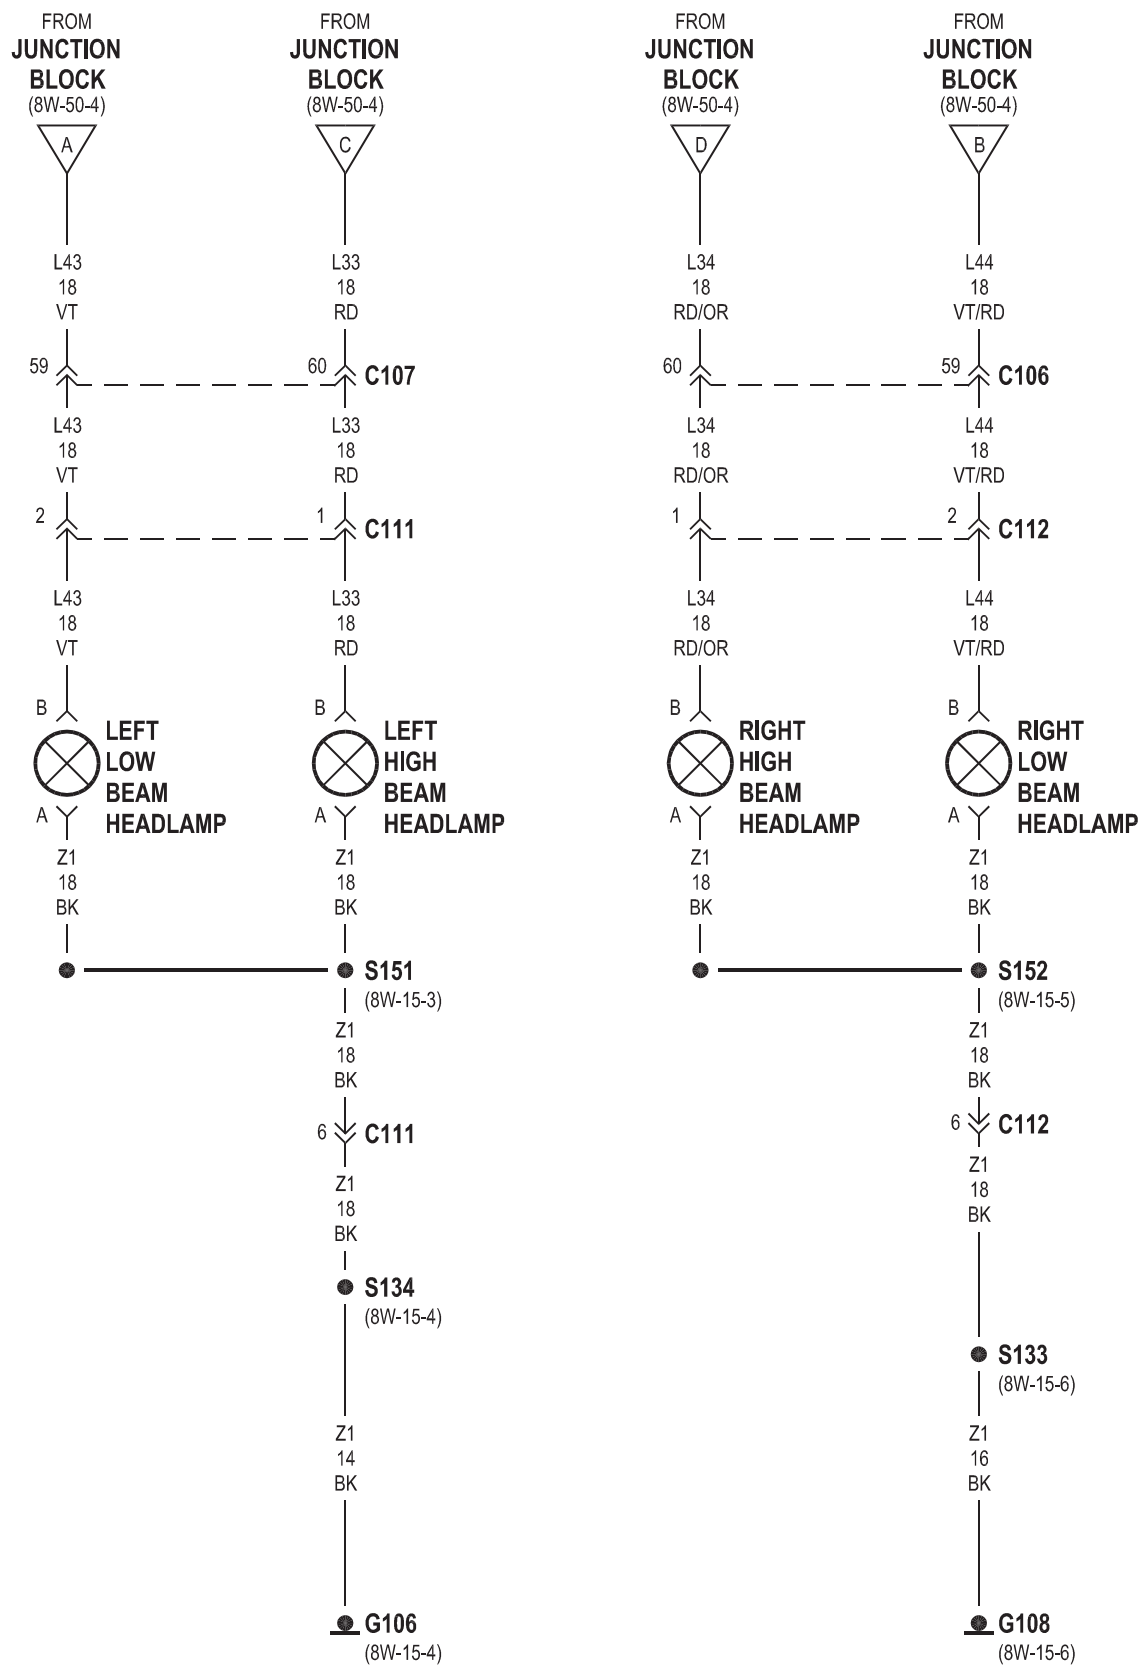 FROM
JUNCTION
BLOCK
(8W-50-4)
A
L43
18
VT
59
L43
18
VT
2
L43
18
VT
B
LEFT
LOW
BEAM
HEADLAMP
A
Z1
18
BK
FROM
JUNCTION
BLOCK
(8W-50-4)
C
L33
18
RD
60
C107
L33
18
RD
1
C111
L33
18
RD
B
LEFT
HIGH
BEAM
HEADLAMP
A
Z1
18
BK
S151
(8W-15-3)
Z1
18
BK
6
C111
Z1
18
BK
S134
(8W-15-4)
Z1
14
BK
G106
(8W-15-4)
FROM
JUNCTION
BLOCK
(8W-50-4)
D
L34
18
RD/OR
60
L34
18
RD/OR
1
L34
18
RD/OR
B
RIGHT
HIGH
BEAM
HEADLAMP
A
Z1
18
BK
FROM
JUNCTION
BLOCK
(8W-50-4)
B
L44
18
VT/RD
59
C106
L44
18
VT/RD
2
C112
L44
18
VT/RD
B
RIGHT
LOW
BEAM
HEADLAMP
A
Z1
18
BK
S152
(8W-15-5)
Z1
18
BK
6
C112
Z1
18
BK
S133
(8W-15-6)
Z1
16
BK
G108
(8W-15-6)